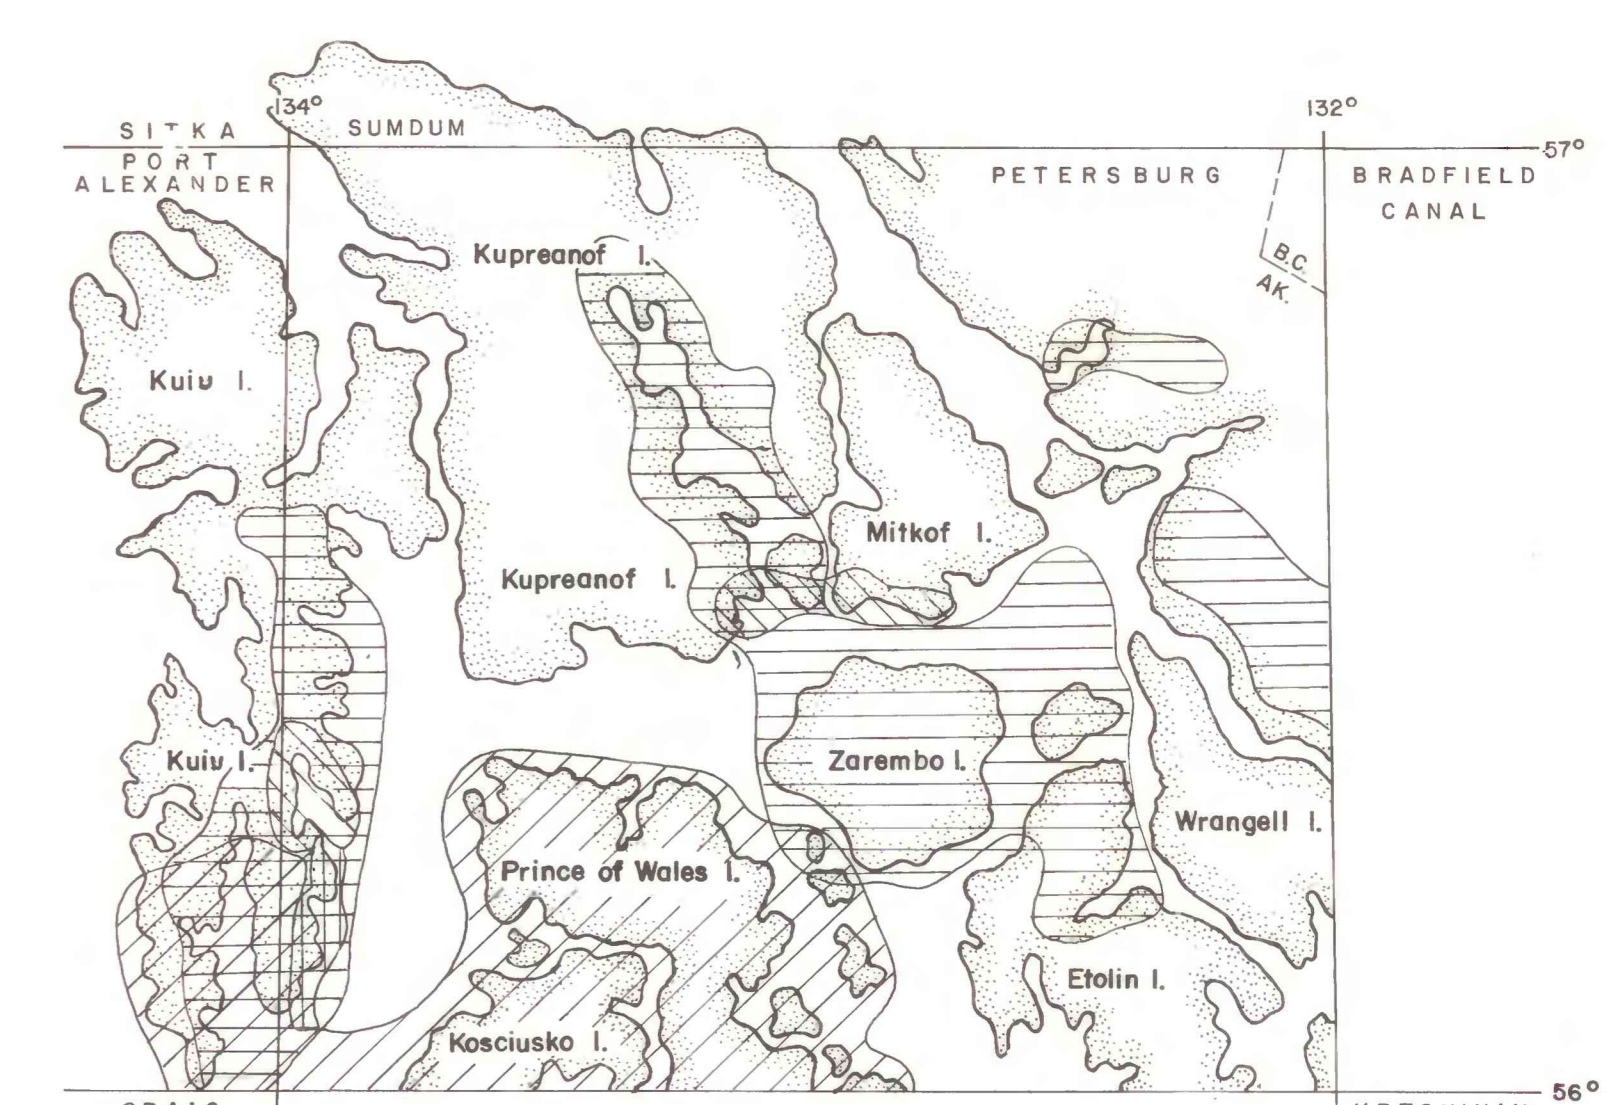 134°
132°
SITKA
SUMDUM
57°
PORT
ALEXANDER
PETERSBURG
BRADFIELD
CANAL
B.C.
AK.
Kupreanof I.
Kuiu I.
Mitkof I.
Kupreanof I.
Kuiu I.
Zarembo I.
Wrangell I.
Prince of Wales I.
Etolin I.
Kosciusko I.
56°